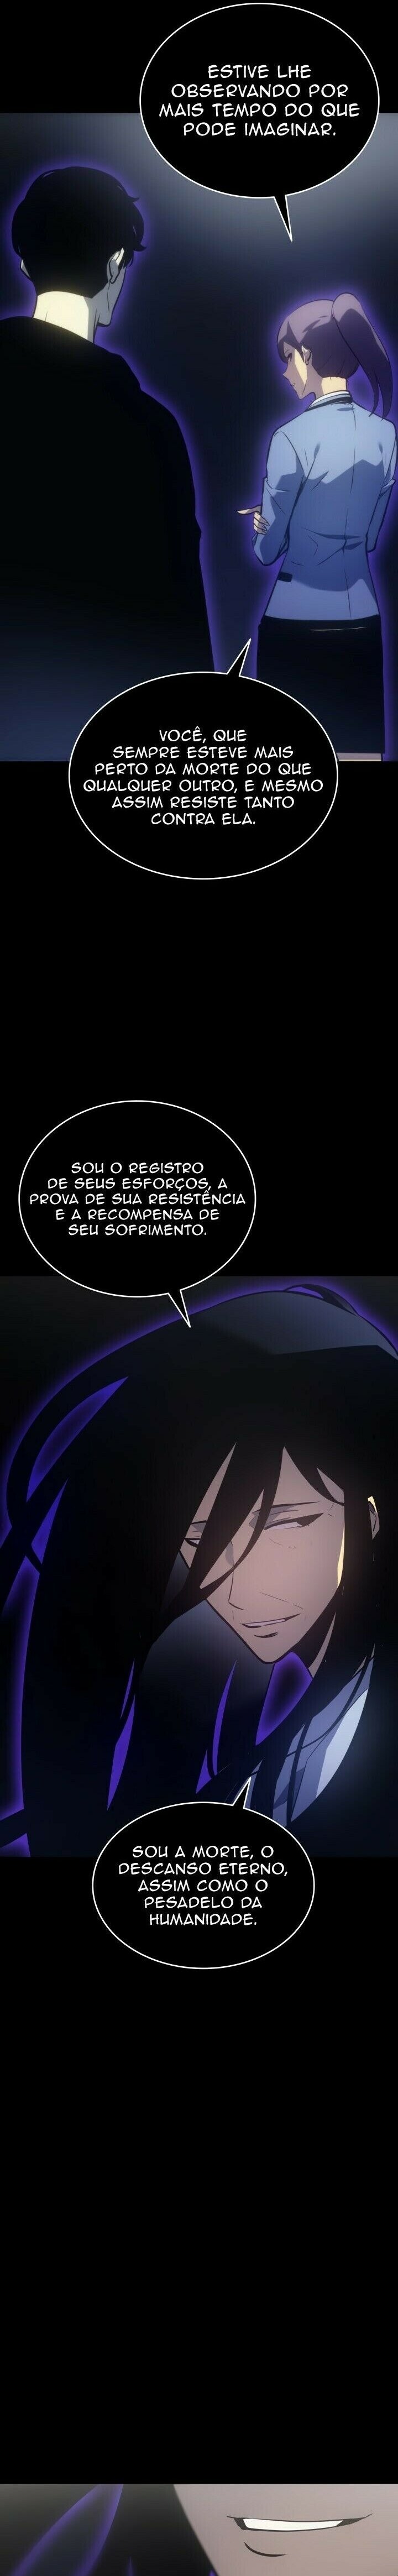 ESTIVE LHE
OBSERVANDO POR
MAIS TEMPO DO QUE
PODE IMAGINAR.
VOCÊ, QUE
SEMPRE ESTEVE MAIS
PERTO DA MORTE DO QUE
QUALQUER OUTRO, E MESMO
ASSIM RESISTE TANTO
CONTRA ELA.
SOU O REGISTRO
DE SEUS ESFORÇOS, A
PROVA DE SUA RESISTÊNCIA
E A RECOMPENSA DE
SEU SOFRIMENTO.
SOU A MORTE, O
DESCANSO ETERNO,
ASSIM COMO O
PESADELO DA
HUMANIDADE.